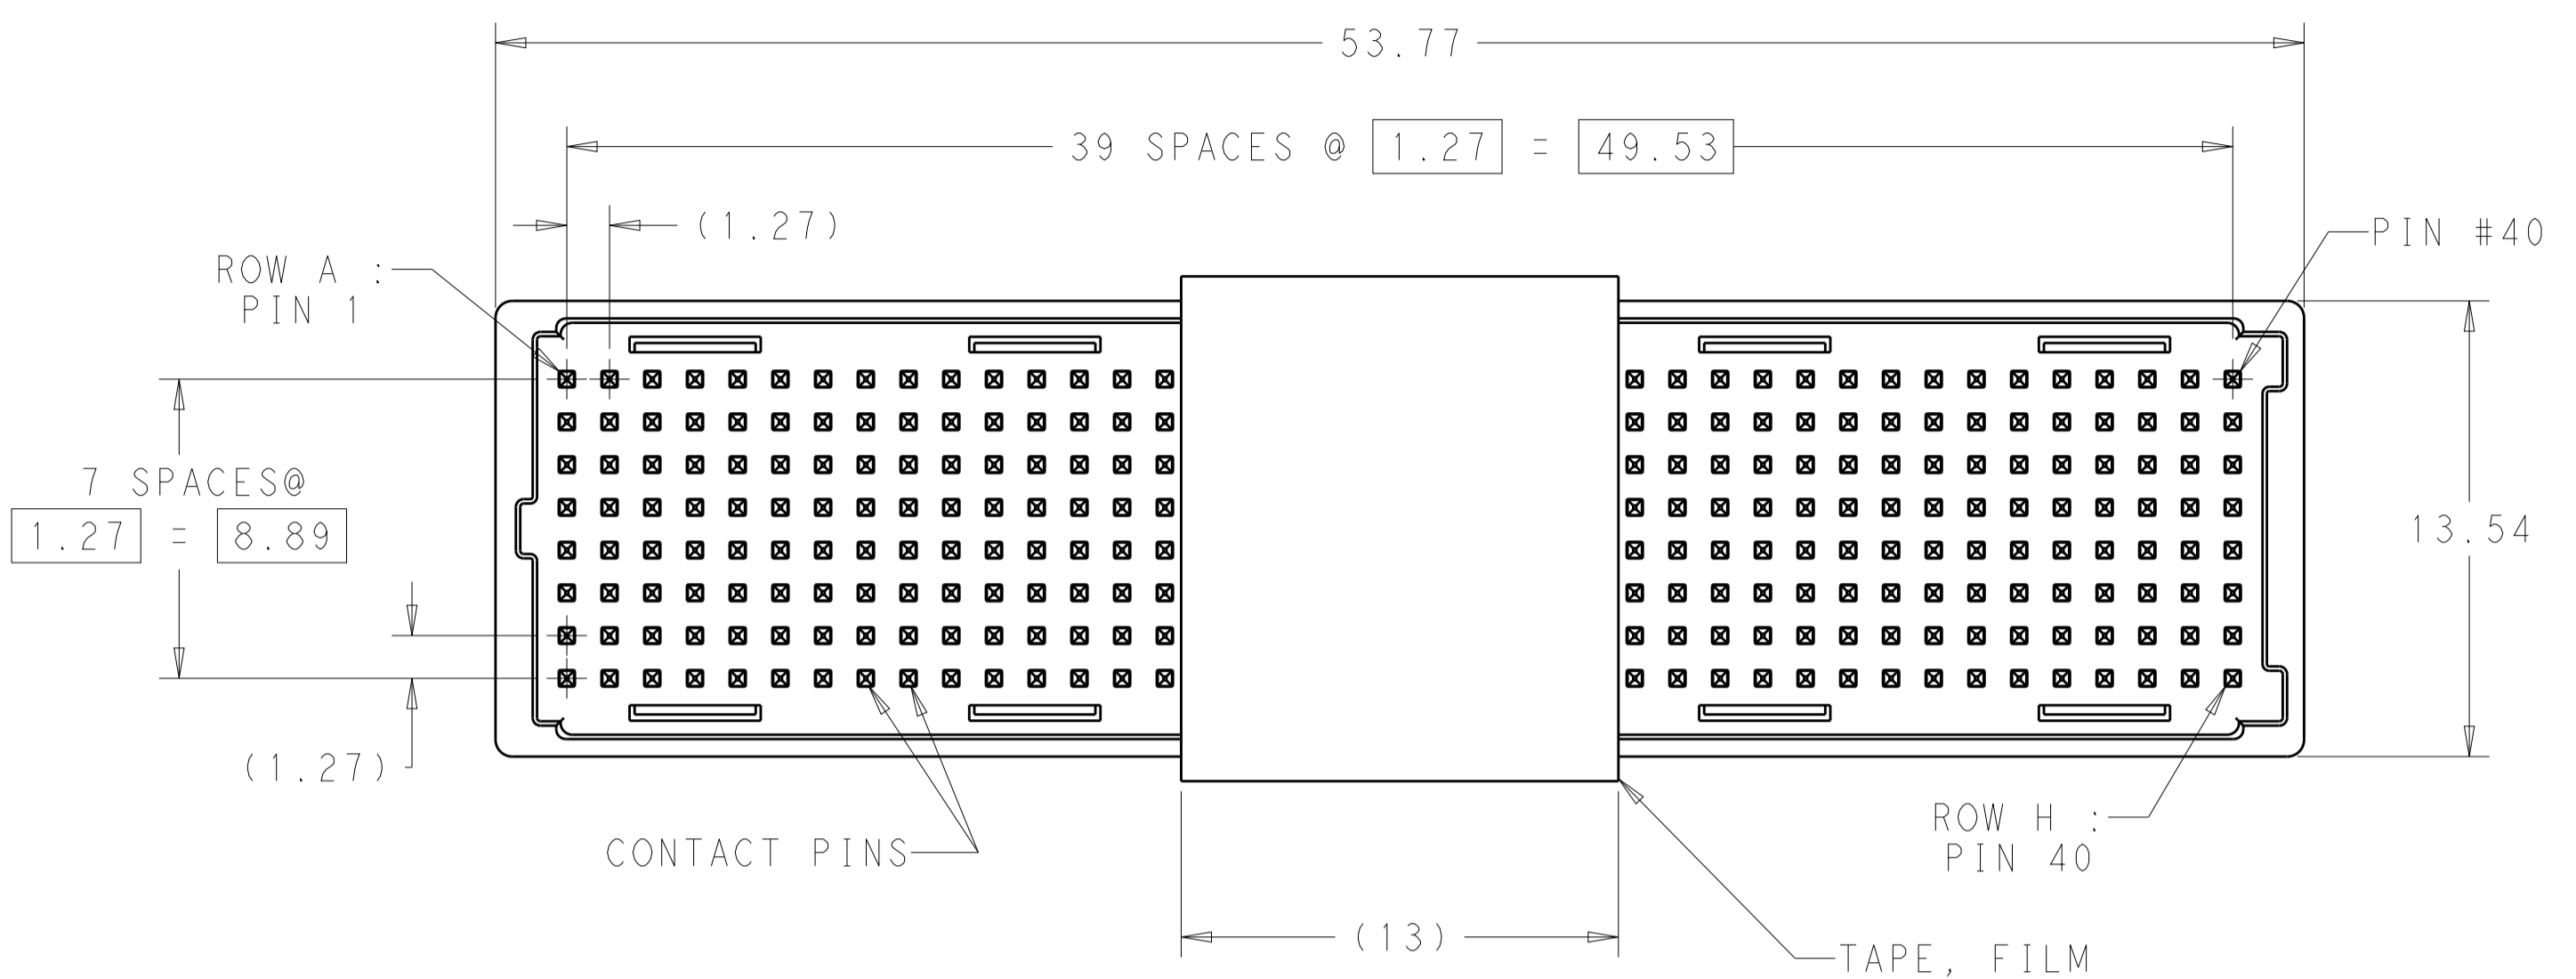 53.77
39 SPACES @ 1.27 = 49.53
(1.27)
PIN #40
ROW A :
PIN 1
7 SPACES@
1.27 = 8.89
13.54
(1.27)
CONTACT PINS
ROW H :
PIN 40
(13)
TAPE, FILM